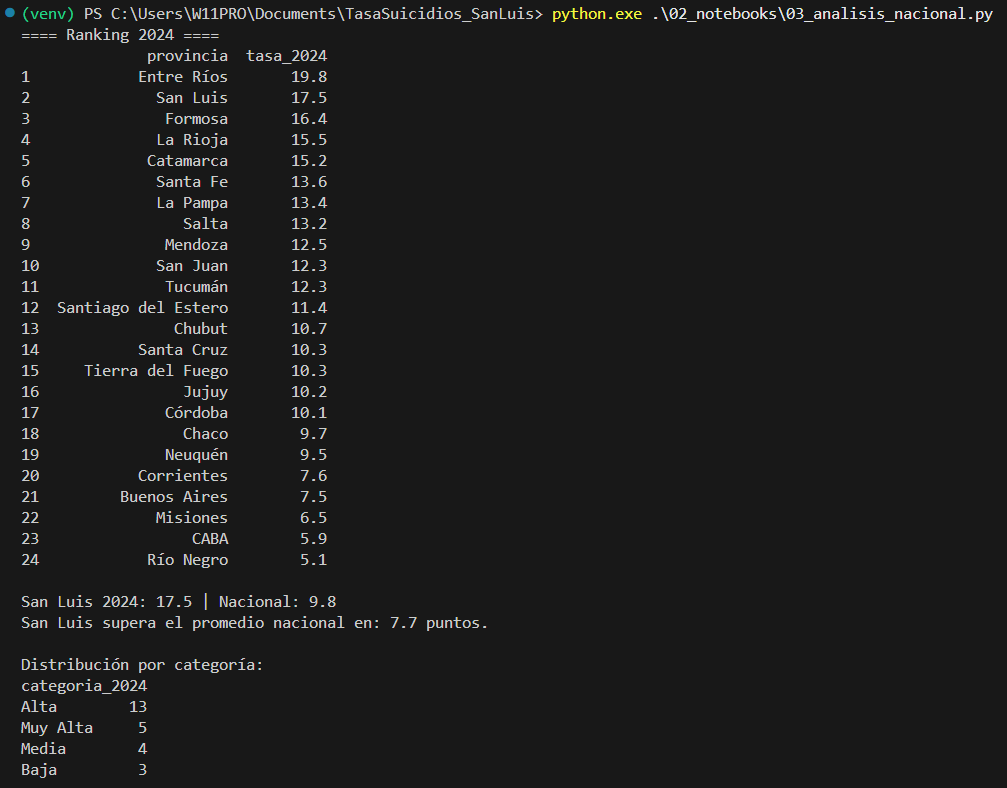 (venv) PS C:\Users\W11PRO\Documents\TasaSuicidios_SanLuis> python.exe .\02_notebooks\03_analisis_nacional.py
==== Ranking 2024 ====
provincia tasa_2024
1 Entre Ríos 19.8
2 San Luis 17.5
3 Formosa 16.4
4 La Rioja 15.5
5 Catamarca 15.2
6 Santa Fe 13.6
7 La Pampa 13.4
8 Salta 13.2
9 Mendoza 12.5
10 San Juan 12.3
11 Tucumán 12.3
12 Santiago del Estero 11.4
13 Chubut 10.7
14 Santa Cruz 10.3
15 Tierra del Fuego 10.3
16 Jujuy 10.2
17 Córdoba 10.1
18 Chaco 9.7
19 Neuquén 9.5
20 Corrientes 7.6
21 Buenos Aires 7.5
22 Misiones 6.5
23 CABA 5.9
24 Río Negro 5.1
San Luis 2024: 17.5 | Nacional: 9.8
San Luis supera el promedio nacional en: 7.7 puntos.
Distribución por categoría:
categoria_2024
Alta 13
Muy Alta 5
Media 4
Baja 3